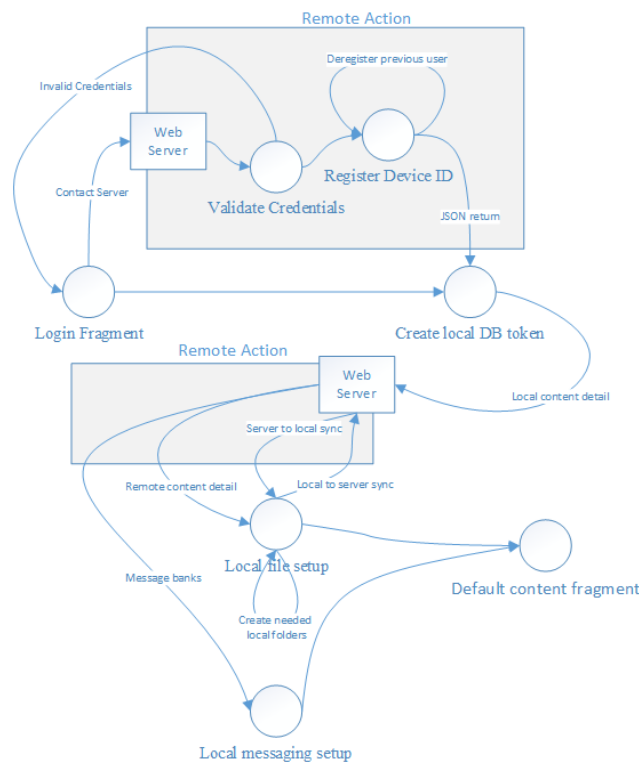 Remote Action
Deregister previous user
Invalid Credentials
Web
Server
Register Device ID
Contact Server
Validate Credentials
JSON return
Login Fragment
Create local DB token
Remote Action
Web
Server
Local content detail
Server to local sync
Remote content detail
Local to server sync
Local file setup
Message banks
Default content fragment
Create needed
local folders
Local messaging setup